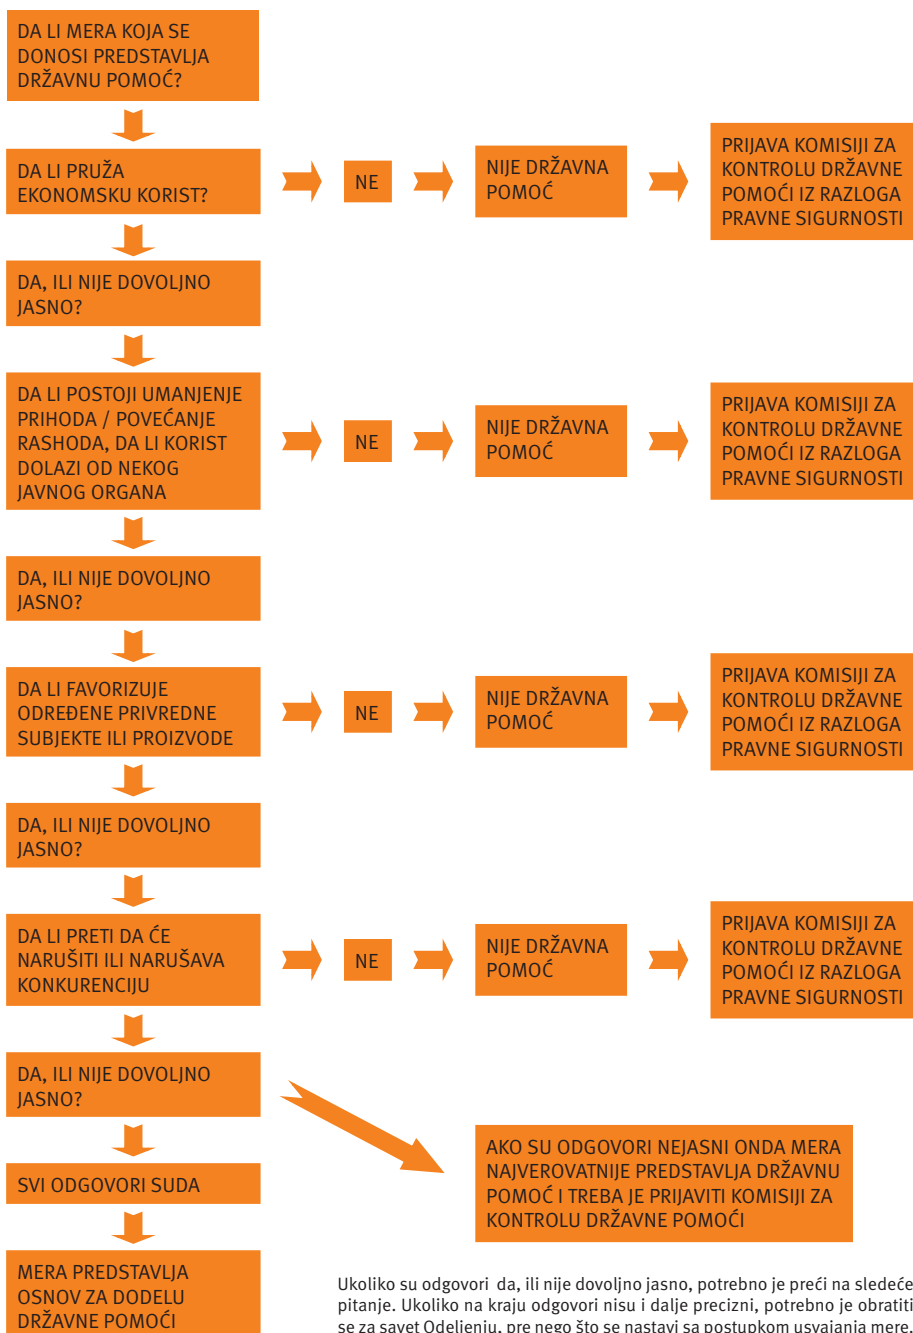 DA LI MERA KOJA SE
DONOSI PREDSTAVLJA
DRŽAVNU POMOĆ?
DA LI PRUŽA
EKONOMSKU KORIST?
NE
NIJE DRŽAVNA
POMOĆ
PRIJAVA KOMISIJI ZA
KONTROLU DRŽAVNE
POMOĆI IZ RAZLOGA
PRAVNE SIGURNOSTI
DA, ILI NIJE DOVOLJNO
JASNO?
DA LI POSTOJI UMANJENJE
PRIHODA / POVEĆANJE
RASHODA, DA LI KORIST
DOLAZI OD NEKOG
JAVNOG ORGANA
NE
NIJE DRŽAVNA
POMOĆ
PRIJAVA KOMISIJI ZA
KONTROLU DRŽAVNE
POMOĆI IZ RAZLOGA
PRAVNE SIGURNOSTI
DA, ILI NIJE DOVOLJNO
JASNO?
DA LI FAVORIZUJE
ODREĐENE PRIVREDNE
SUBJEKTE ILI PROIZVODE
NE
NIJE DRŽAVNA
POMOĆ
PRIJAVA KOMISIJI ZA
KONTROLU DRŽAVNE
POMOĆI IZ RAZLOGA
PRAVNE SIGURNOSTI
DA, ILI NIJE DOVOLJNO
JASNO?
DA LI PRETI DA ĆE
NARUŠITI ILI NARUŠAVA
KONKURENCIJU
NE
NIJE DRŽAVNA
POMOĆ
PRIJAVA KOMISIJI ZA
KONTROLU DRŽAVNE
POMOĆI IZ RAZLOGA
PRAVNE SIGURNOSTI
DA, ILI NIJE DOVOLJNO
JASNO?
AKO SU ODGOVORI NEJASNI ONDA MERA
NAJVEROVATNIJE PREDSTAVLJA DRŽAVNU
POMOĆ I TREBA JE PRIJAVITI KOMISIJI ZA
KONTROLU DRŽAVNE POMOĆI
SVI ODGOVORI SUDA
MERA PREDSTAVLJA
OSNOV ZA DODELU
DRŽAVNE POMOĆI
Ukoliko su odgovori da, ili nije dovoljno jasno, potrebno je preći na sledeće
pitanje. Ukoliko na kraju odgovori nisu i dalje precizni, potrebno je obratiti
se za savet Odeljenju, pre nego što se nastavi sa postupkom usvajanja mere.